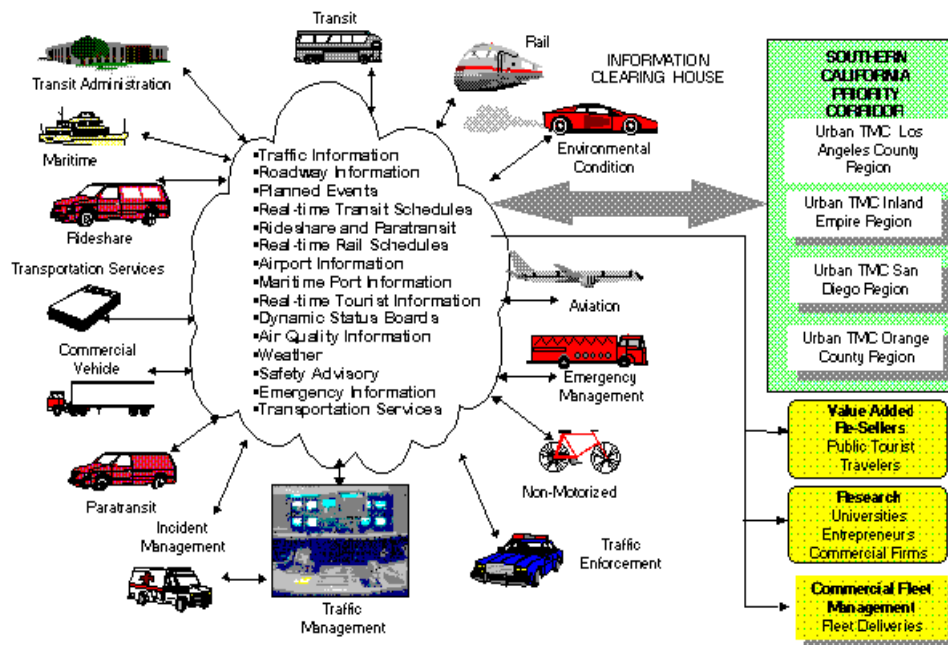 Transit
Rail
INFORMATION
CLEARING HOUSE
Transit Administration
Maritime
Rideshare
Transportation Services
Commercial
Vehicle
Paratransit
Incident
Management
Traffic
Management
▪Traffic Information
▪Roadway Information
▪Planned Events
▪Real-time Transit Schedules
▪Rideshare and Paratransit
▪Real-time Rail Schedules
▪Airport Information
▪Maritime Port Information
▪Real-time Tourist Information
▪Dynamic Status Boards
▪Air Quality Information
▪Weather
▪Safety Advisory
▪Emergency Information
▪Transportation Services
Environmental
Condition
Aviation
Emergency
Management
Non-Motorized
Traffic
Enforcement
SOUTHERN
CALIFORNIA
PRIORITY
CORRIDOR
Urban TMC Los
Angeles County
Region
Urban TMC Inland
Empire Region
Urban TMC San
Diego Region
Urban TMC Orange
County Region
Value Added
Re-Sellers
Public Tourist
Travelers
Research
Universities
Entrepreneurs
Commercial Firms
Commercial Fleet
Management
Fleet Deliveries